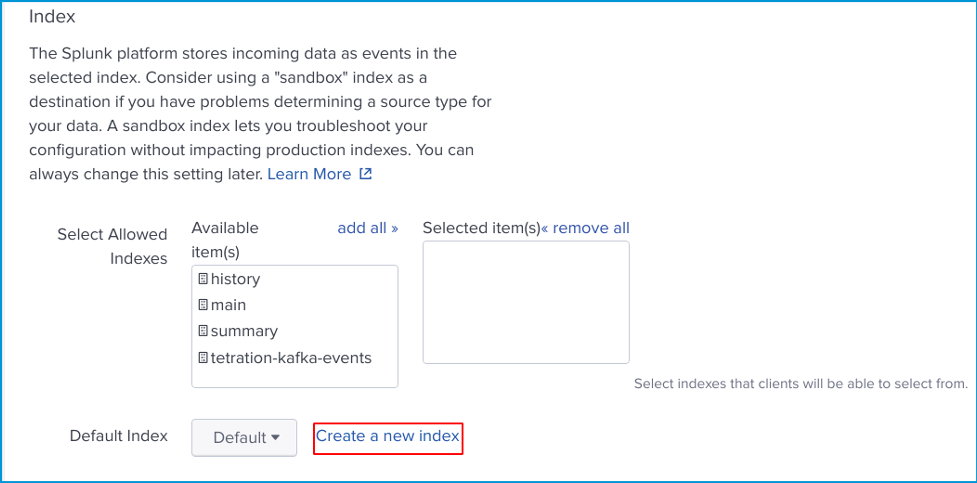 Index
The Splunk platform stores incoming data as events in the
selected index. Consider using a "sandbox" index as a
destination if you have problems determining a source type for
your data. A sandbox index lets you troubleshoot your
configuration without impacting production indexes. You can
always change this setting later. Learn More
Select Allowed
Indexes
Available
item(s)
add all »
Selected item(s)« remove all
history
main
summary
tetration-kafka-events
Select indexes that clients will be able to select from.
Default Index
Default
Create a new index